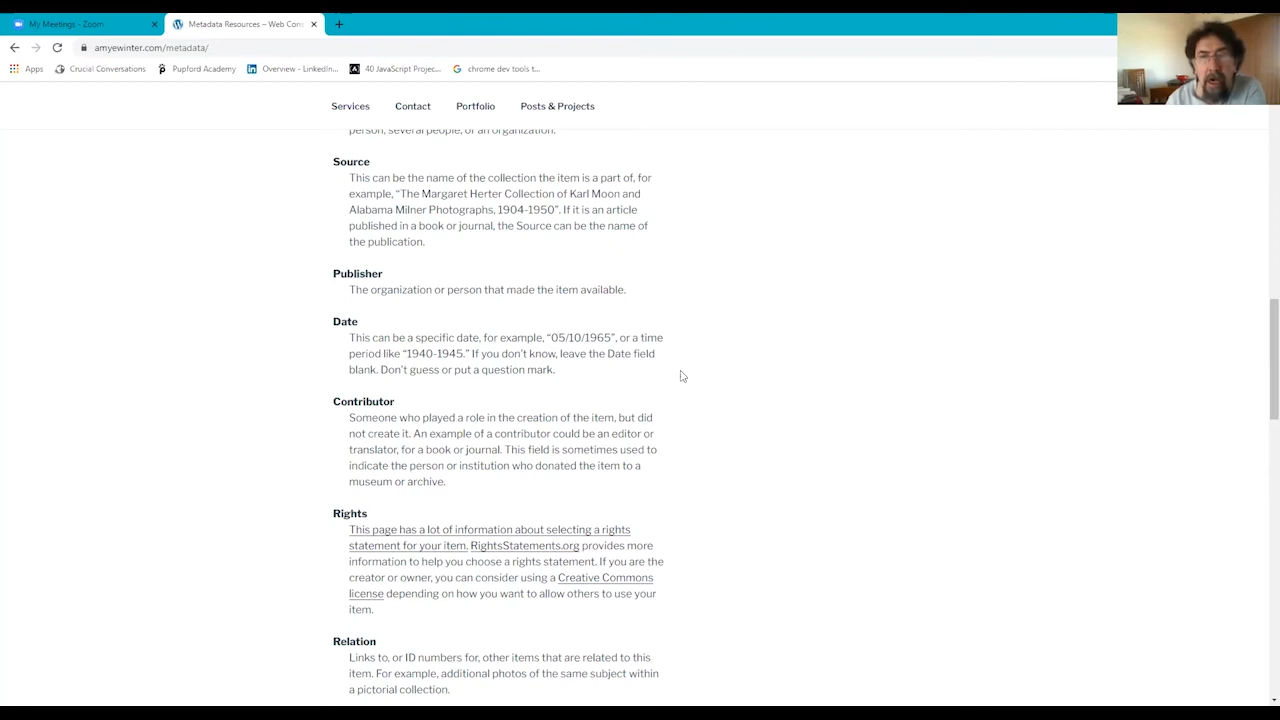 My Meetings - Zoom
Metadata Resources – Web Con
amyewinter.com/metadata/
Apps Crucial Conversations Pupford Academy Overview - LinkedIn... 40 JavaScript Projec... chrome dev tools t...
Services Contact Portfolio Posts & Projects
person, several people, or an organization.
Source
This can be the name of the collection the item is a part of, for
example, “The Margaret Herter Collection of Karl Moon and
Alabama Milner Photographs, 1904-1950”. If it is an article
published in a book or journal, the Source can be the name of
the publication.
Publisher
The organization or person that made the item available.
Date
This can be a specific date, for example, “05/10/1965”, or a time
period like “1940-1945.” If you don’t know, leave the Date field
blank. Don’t guess or put a question mark.
Contributor
Someone who played a role in the creation of the item, but did
not create it. An example of a contributor could be an editor or
translator, for a book or journal. This field is sometimes used to
indicate the person or institution who donated the item to a
museum or archive.
Rights
This page has a lot of information about selecting a rights
statement for your item. RightsStatements.org provides more
information to help you choose a rights statement. If you are the
creator or owner, you can consider using a Creative Commons
license depending on how you want to allow others to use your
item.
Relation
Links to, or ID numbers for, other items that are related to this
item. For example, additional photos of the same subject within
a pictorial collection.